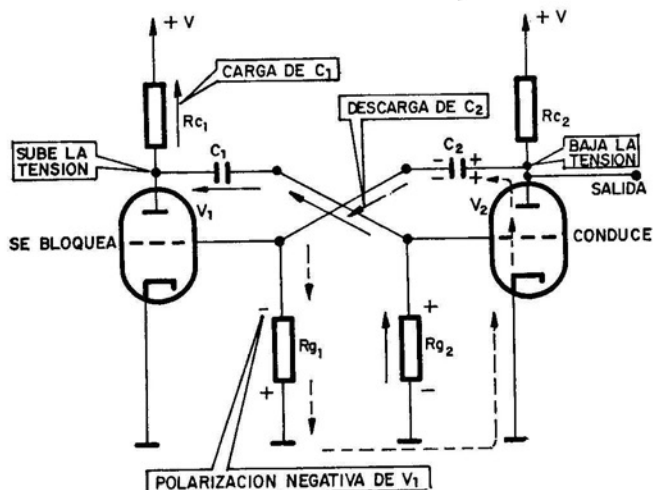 + V
+ V
CARGA DE C1
Rc1
DESCARGA DE C2
Rc2
SUBE LA
TENSION
C1
C2
BAJA LA
TENSION
- + 
- +
SALIDA
V1
V2
SE BLOQUEA
CONDUCE
-
Rg1
+
+
Rg2
-
POLARIZACION NEGATIVA DE V1